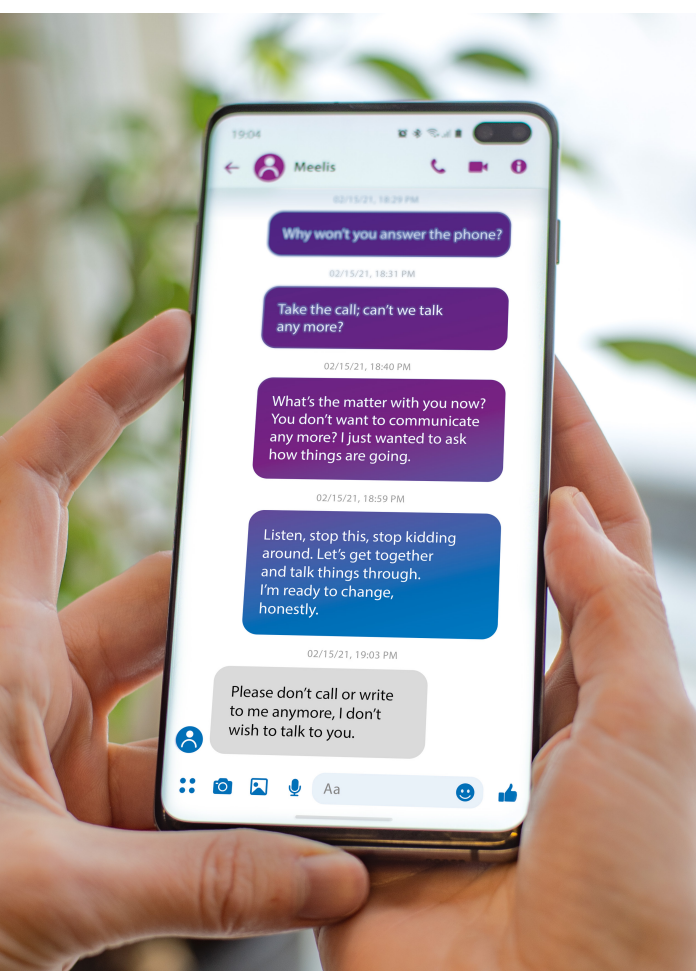 19:04
Meelis
02/15/21, 18:29 PM
Why won't you answer the phone?
02/15/21, 18:31 PM
Take the call; can't we talk
any more?
02/15/21, 18:40 PM
What's the matter with you now?
You don't want to communicate
any more? I just wanted to ask
how things are going.
02/15/21, 18:59 PM
Listen, stop this, stop kidding
around. Let's get together
and talk things through.
I'm ready to change,
honestly.
02/15/21, 19:03 PM
Please don't call or write
to me anymore, I don't
wish to talk to you.
Aa